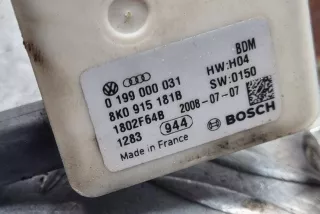 BDM
0 199 000 031
HW:H04
8K0 915 181B
SW:0150
1802F64B
2008-07-07
1283
944
BOSCH
Made in France